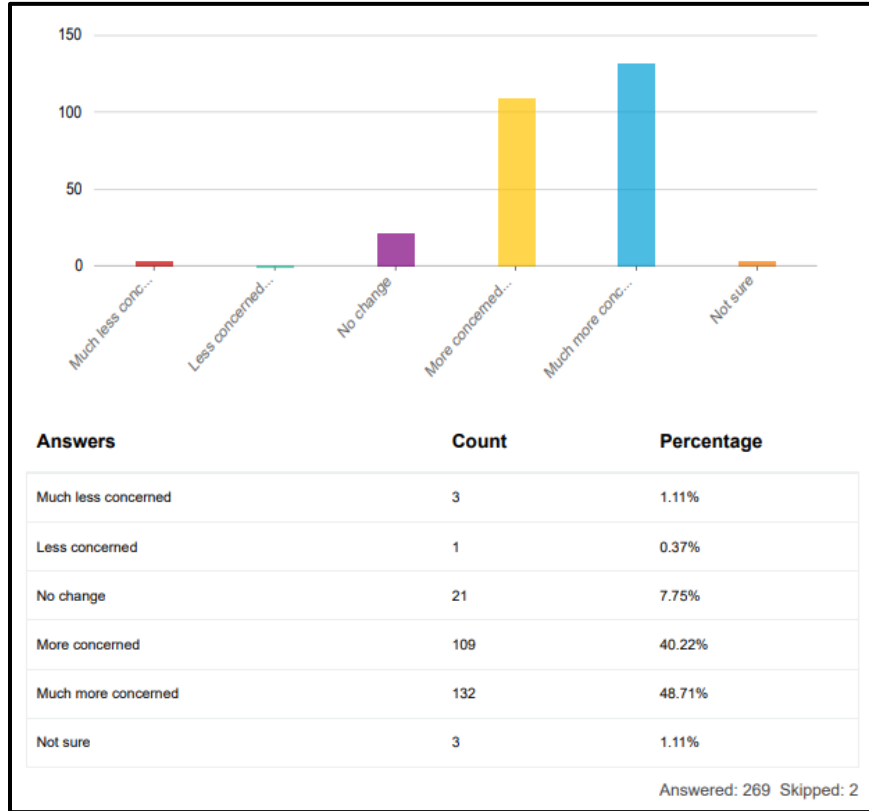 150
100
50
0
Much less conc...
Less concerned...
No change
More concerned...
Much more conc...
Not sure
Answers Count Percentage
Much less concerned 3 1.11%
Less concerned 1 0.37%
No change 21 7.75%
More concerned 109 40.22%
Much more concerned 132 48.71%
Not sure 3 1.11%
Answered: 269 Skipped: 2